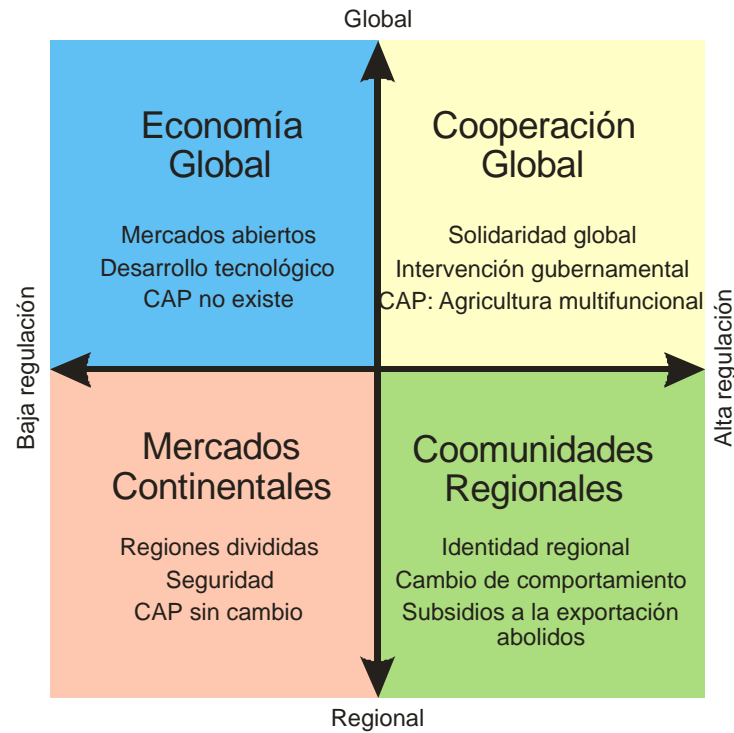 Global
Economía
Global
Mercados abiertos
Desarrollo tecnológico
CAP no existe
Cooperación
Global
Solidaridad global
Intervención gubernamental
CAP: Agricultura multifuncional
Baja regulación
Alta regulación
Mercados
Continentales
Regiones divididas
Seguridad
CAP sin cambio
Coomunidades
Regionales
Identidad regional
Cambio de comportamiento
Subsidios a la exportación
abolidos
Regional